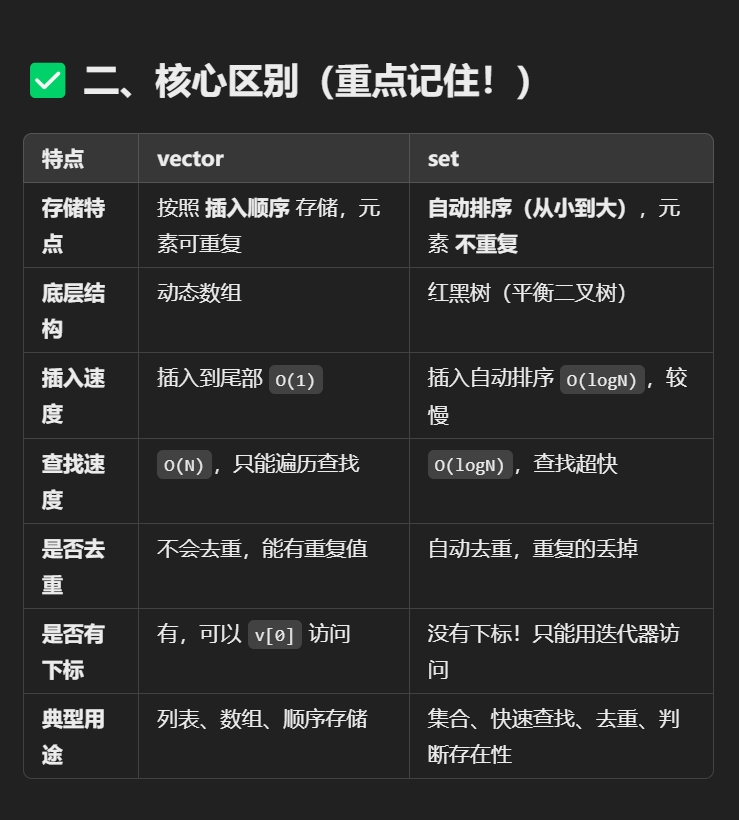 ✅ 二、核心区别（重点记住！）
特点 vector set
存储特点 按照 插入顺序 存储，元素可重复 自动排序（从小到大），元素 不重复
底层结构 动态数组 红黑树（平衡二叉树）
插入速度 插入到尾部 O(1) 插入自动排序 O(logN)，较慢
查找速度 O(N)，只能遍历查找 O(logN)，查找超快
是否去重 不会去重，能有重复值 自动去重，重复的丢掉
是否有下标 有，可以 v[0] 访问 没有下标！只能用迭代器访问
典型用途 列表、数组、顺序存储 集合、快速查找、去重、判断存在性